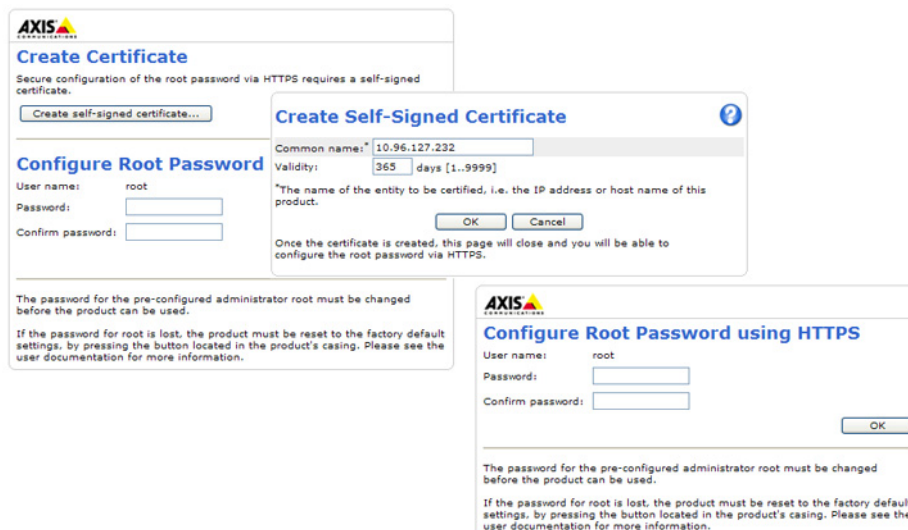 AXIS
COMMUNICATIONS
Create Certificate
Secure configuration of the root password via HTTPS requires a self-signed
certificate.
Create self-signed certificate...
Configure Root Password
User name: root
Password:
Confirm password:
The password for the pre-configured administrator root must be changed
before the product can be used.
If the password for root is lost, the product must be reset to the factory default
settings, by pressing the button located in the product's casing. Please see the
user documentation for more information.
Create Self-Signed Certificate
?
Common name:* 10.96.127.232
Validity: 365 days [1..9999]
*The name of the entity to be certified, i.e. the IP address or host name of this
product.
OK Cancel
Once the certificate is created, this page will close and you will be able to
configure the root password via HTTPS.
AXIS
COMMUNICATIONS
Configure Root Password using HTTPS
User name: root
Password:
Confirm password:
OK
The password for the pre-configured administrator root must be changed
before the product can be used.
If the password for root is lost, the product must be reset to the factory defaul
settings, by pressing the button located in the product's casing. Please see the
user documentation for more information.